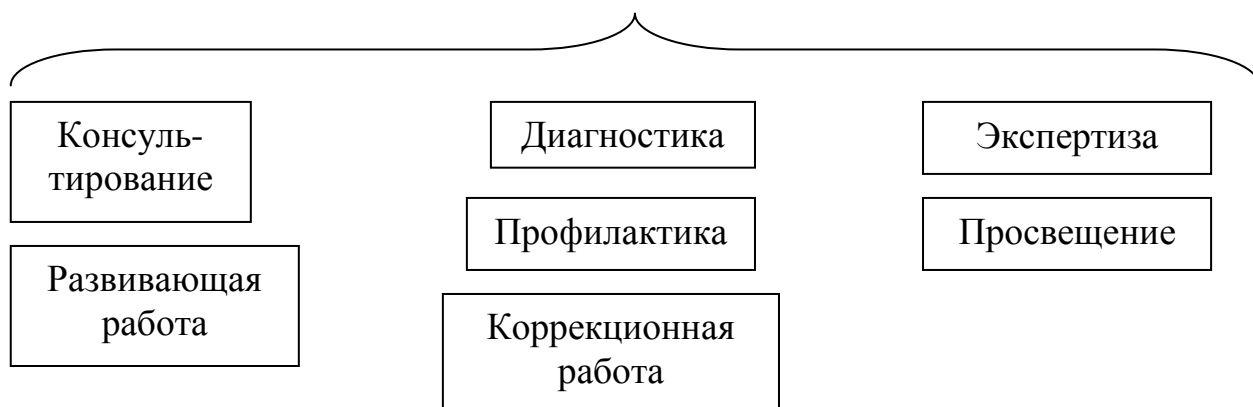 Консуль-
тирование
Развивающая
работа
Диагностика
Профилактика
Коррекционная
работа
Экспертиза
Просвещение